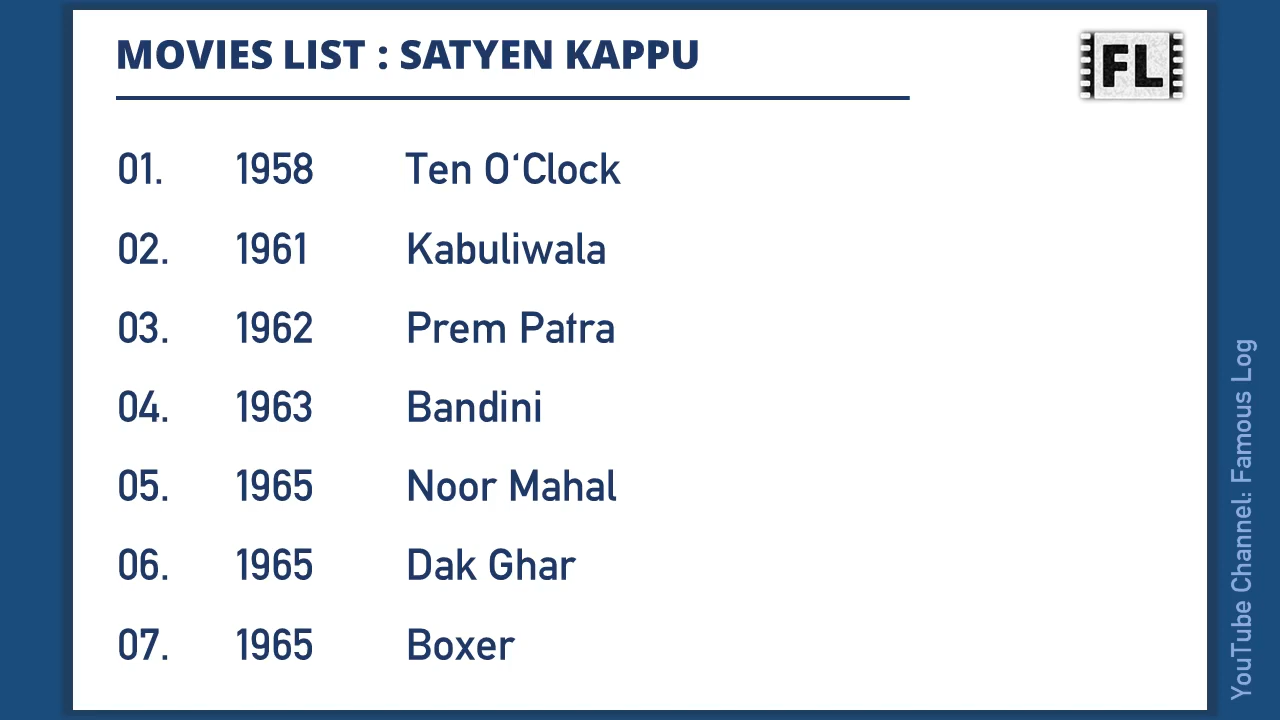 MOVIES LIST : SATYEN KAPPU
FL
01. 1958 Ten O‘Clock
02. 1961 Kabuliwala
03. 1962 Prem Patra
04. 1963 Bandini
05. 1965 Noor Mahal
06. 1965 Dak Ghar
07. 1965 Boxer
YouTube Channel: Famous Log